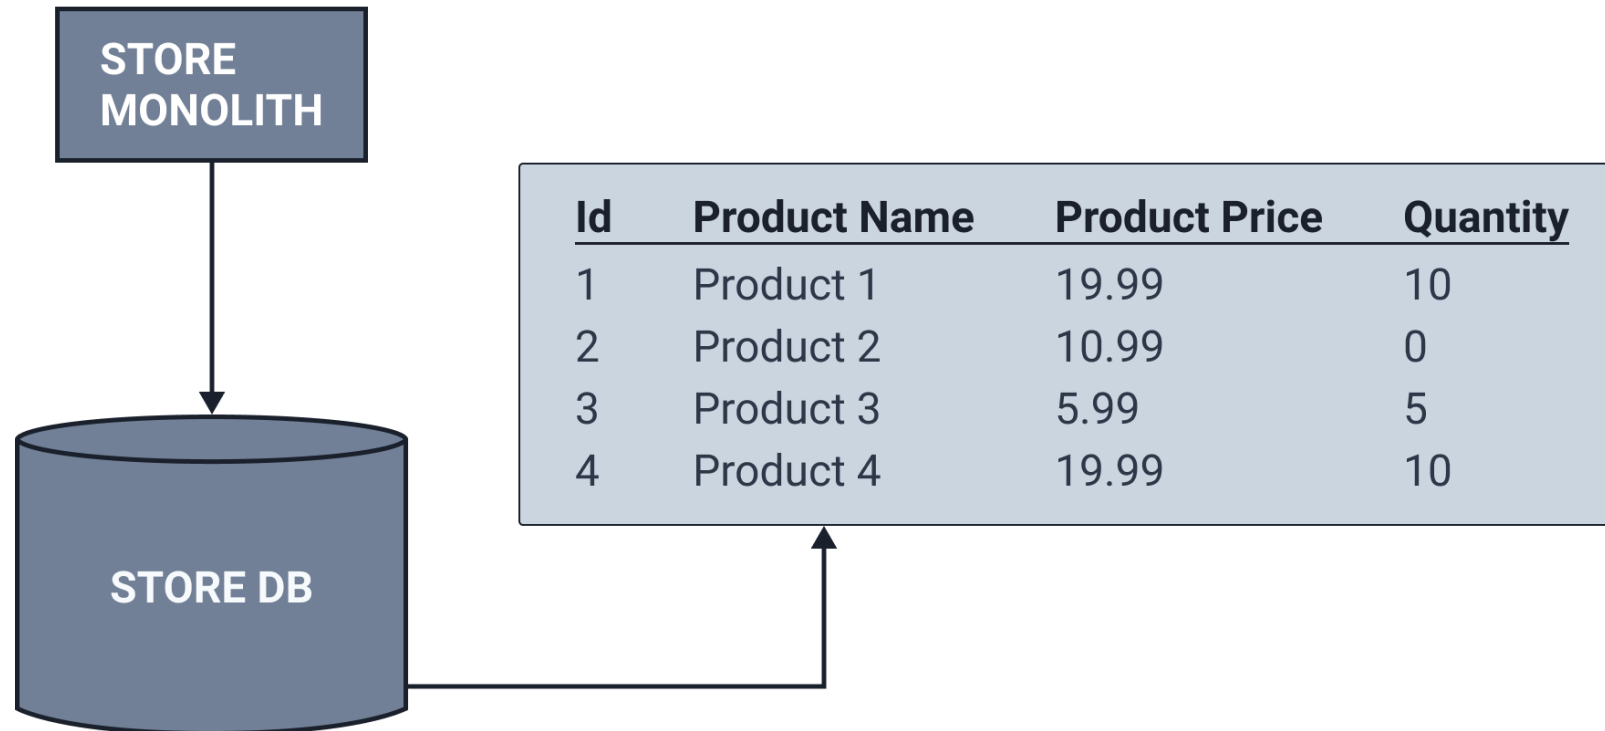 STORE
MONOLITH
Id Product Name Product Price Quantity
1 Product 1 19.99 10
2 Product 2 10.99 0
3 Product 3 5.99 5
4 Product 4 19.99 10
STORE DB